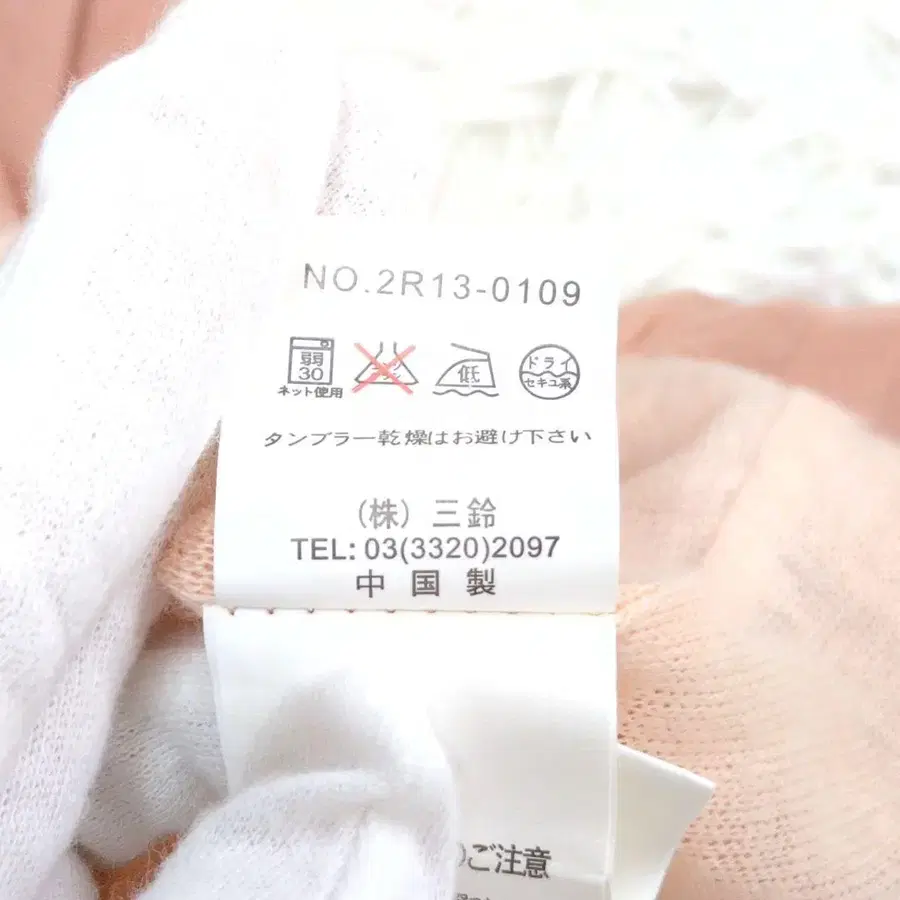 NO.2R13-0109
弱 30 低 ドライ セキユ系
ネット使用
タンブラー乾燥はお避け下さい
(株) 三鈴
TEL: 03(3320)2097
中国製
ご注意